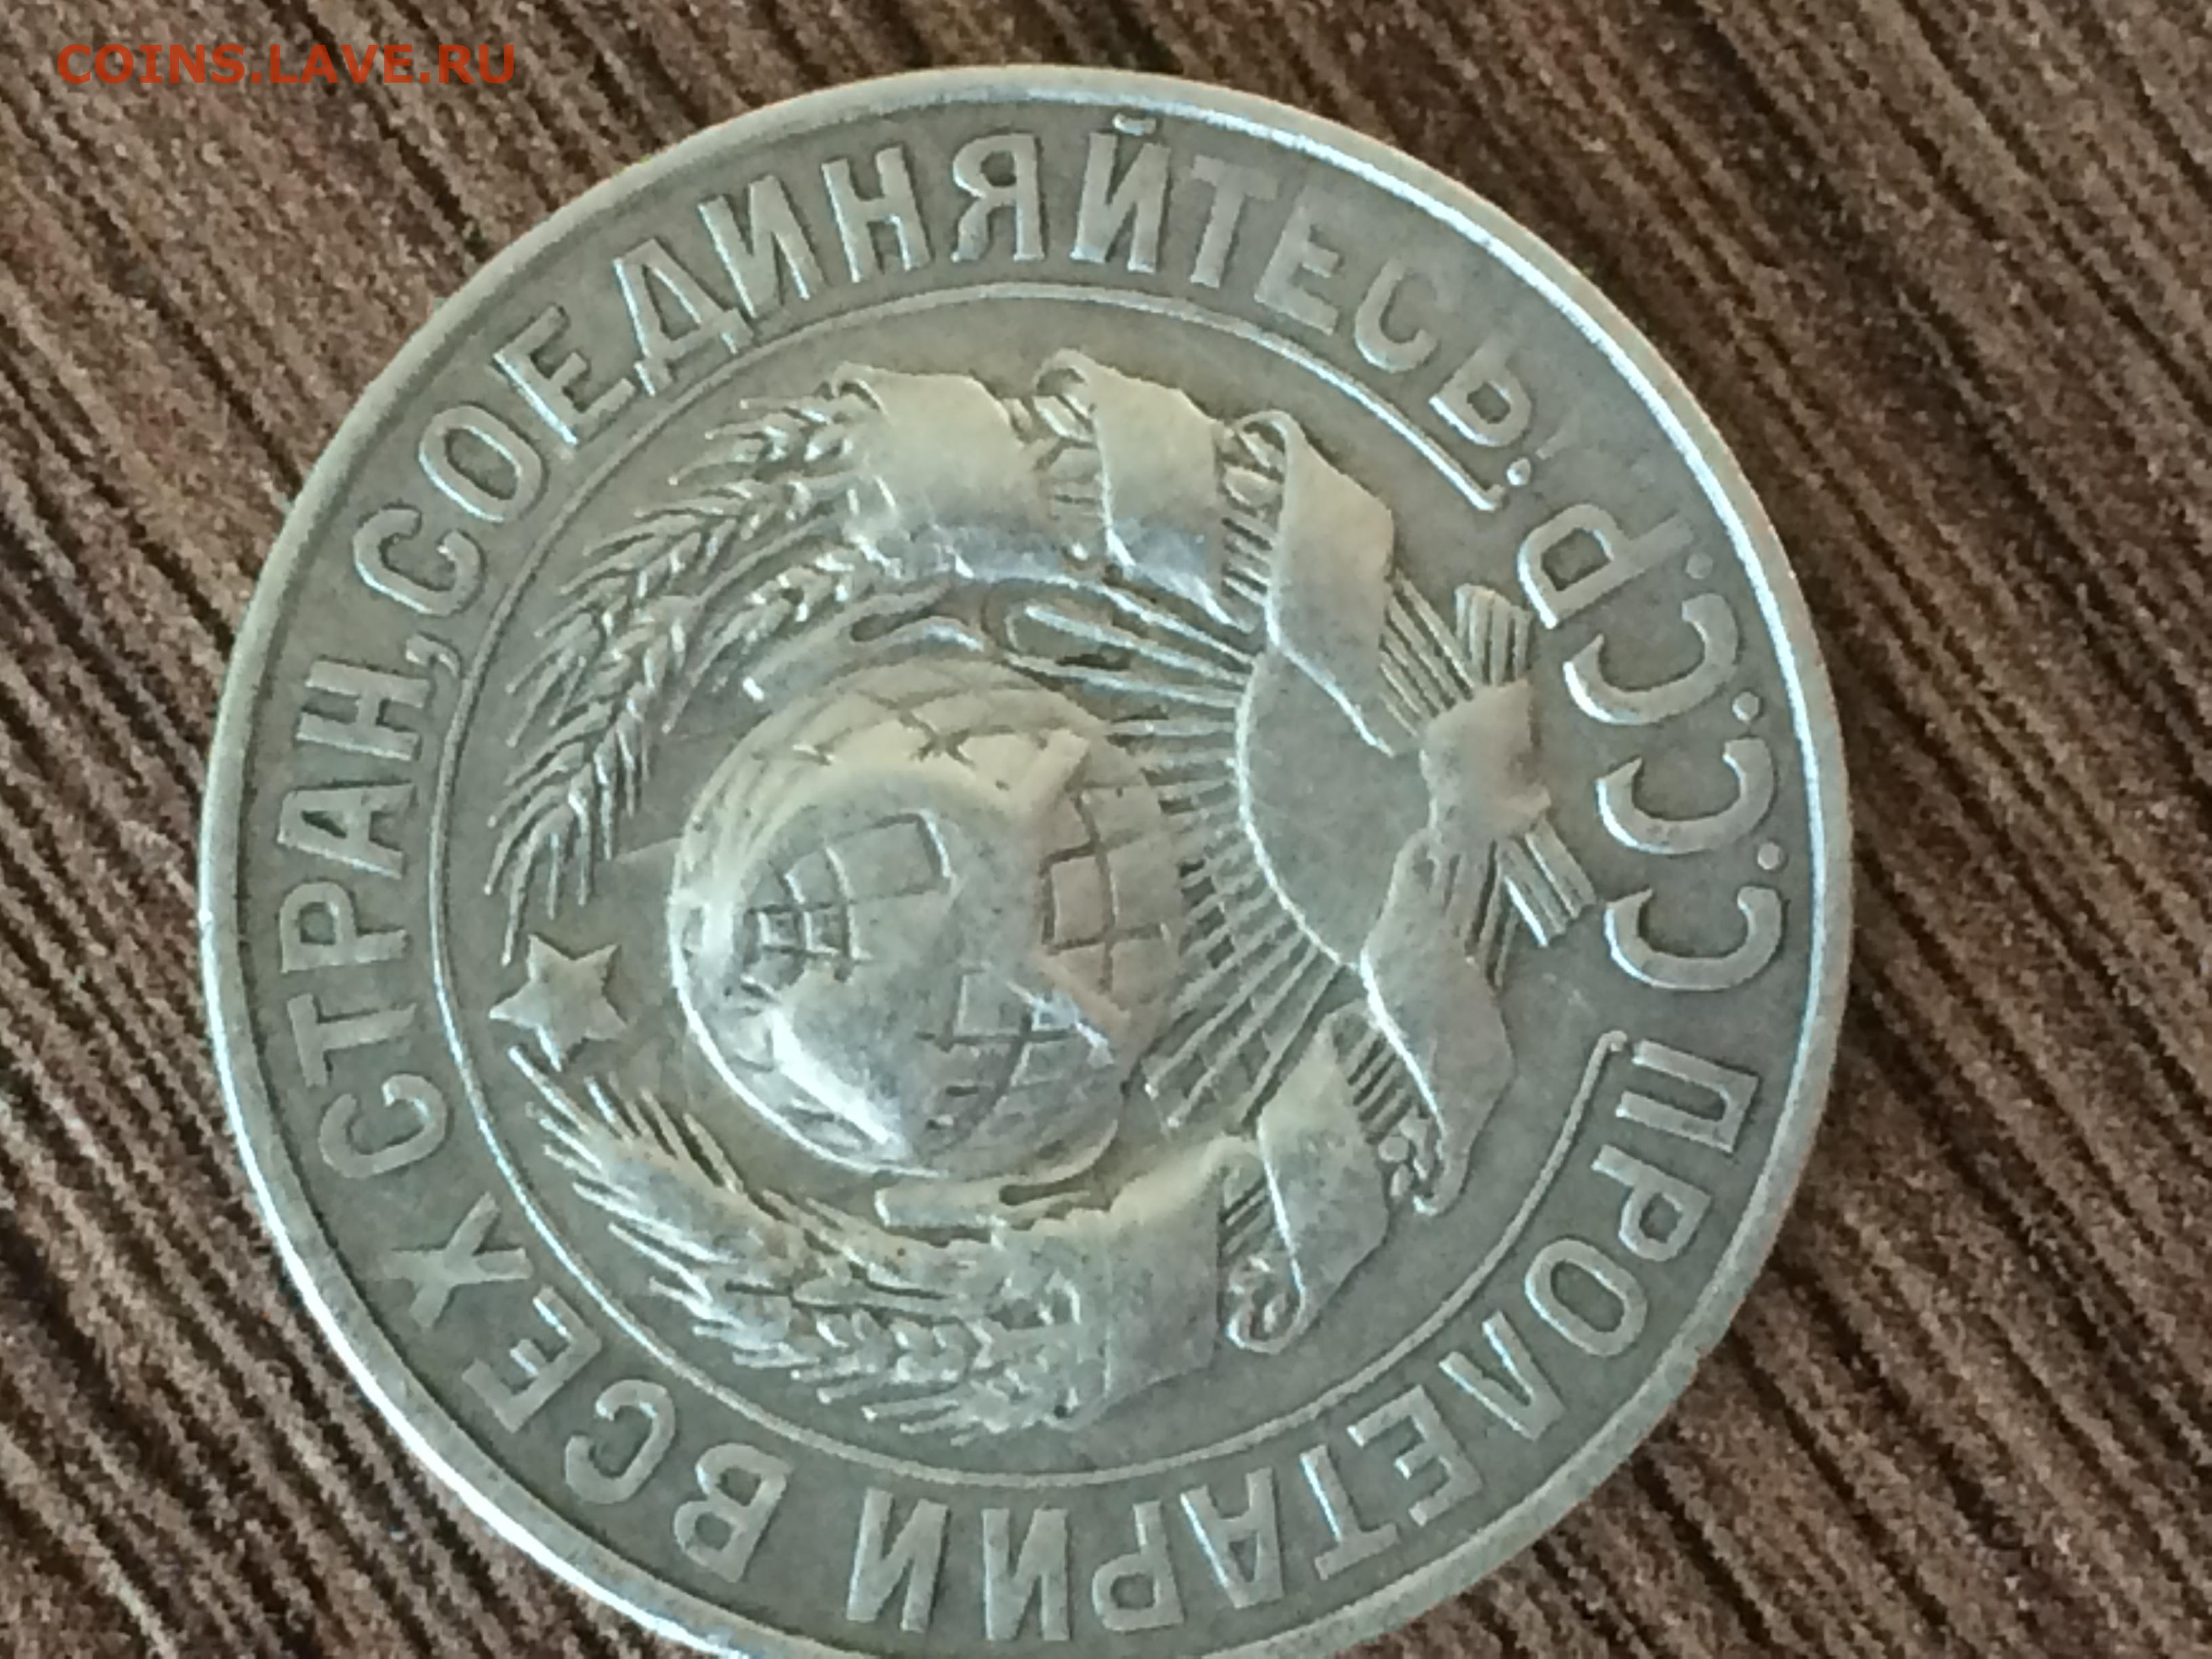 COINS.LAVE.RU
ПРОЛЕТАРИИ ВСЕХ СТРАН, СОЕДИНЯЙТЕСЬ.
С.С.С.Р.